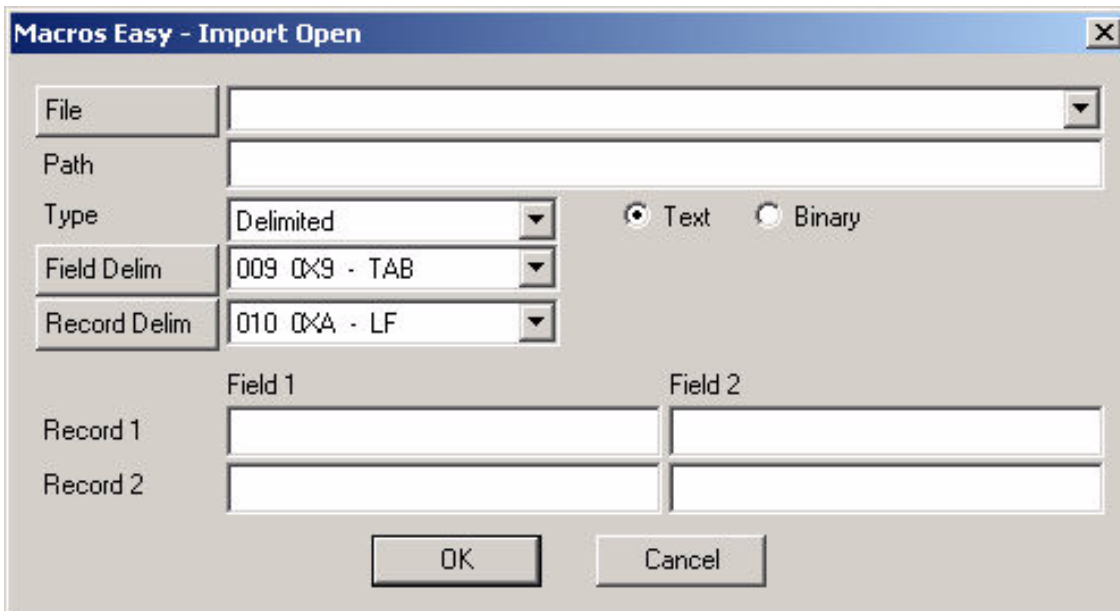 Macros Easy - Import Open
File
Path
Type Delimited Text Binary
Field Delim 009 0X9 - TAB
Record Delim 010 0XA - LF
Field 1 Field 2
Record 1
Record 2
OK Cancel